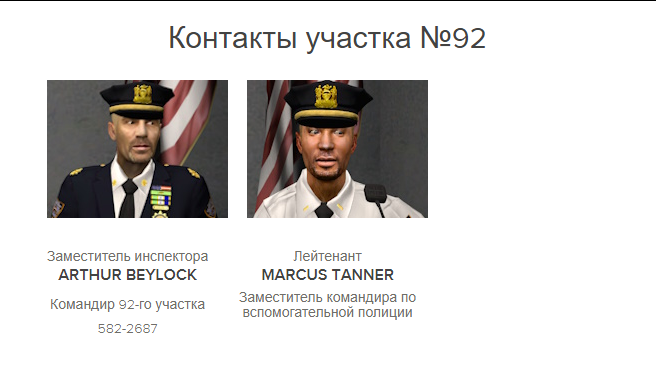 Контакты участка №92
Заместитель инспектора
ARTHUR BEYLOCK
Командир 92-го участка
582-2687
Лейтенант
MARCUS TANNER
Заместитель командира по
вспомогательной полиции